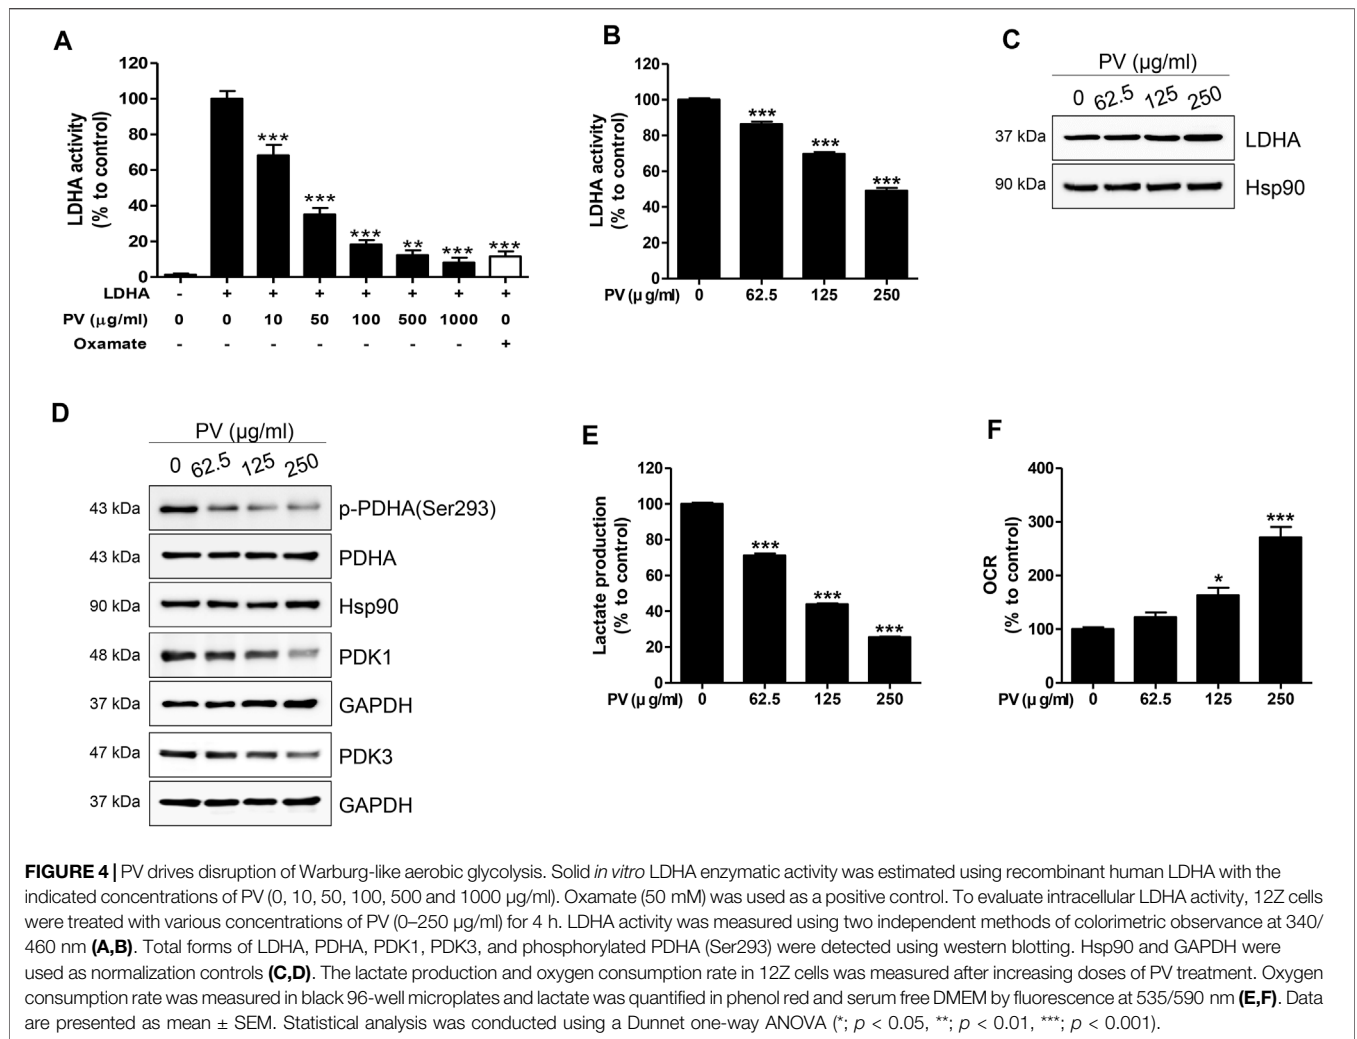 A
120
100
80
60
40
20
0
LDHA activity
(% to control)
***
***
***
**
***
***
LDHA - + + + + + + +
PV (μg/ml) 0 0 10 50 100 500 1000 0
Oxamate - - - - - - - +
B
120
100
80
60
40
20
0
LDHA activity
(% to control)
***
***
***
PV (μ g/ml) 0 62.5 125 250
C
PV (μg/ml)
0 62.5 125 250
37 kDa LDHA
90 kDa Hsp90
D
PV (μg/ml)
0 62.5 125 250
43 kDa p-PDHA(Ser293)
43 kDa PDHA
90 kDa Hsp90
48 kDa PDK1
37 kDa GAPDH
47 kDa PDK3
37 kDa GAPDH
E
120
100
80
60
40
20
0
Lactate production
(% to control)
***
***
***
PV (μ g/ml) 0 62.5 125 250
F
400
300
200
100
0
OCR
(% to control)
*
***
PV (μ g/ml) 0 62.5 125 250
FIGURE 4 | PV drives disruption of Warburg-like aerobic glycolysis. Solid in vitro LDHA enzymatic activity was estimated using recombinant human LDHA with the
indicated concentrations of PV (0, 10, 50, 100, 500 and 1000 μg/ml). Oxamate (50 mM) was used as a positive control. To evaluate intracellular LDHA activity, 12Z cells
were treated with various concentrations of PV (0–250 μg/ml) for 4 h. LDHA activity was measured using two independent methods of colorimetric observance at 340/
460 nm (A,B). Total forms of LDHA, PDHA, PDK1, PDK3, and phosphorylated PDHA (Ser293) were detected using western blotting. Hsp90 and GAPDH were
used as normalization controls (C,D). The lactate production and oxygen consumption rate in 12Z cells was measured after increasing doses of PV treatment. Oxygen
consumption rate was measured in black 96-well microplates and lactate was quantified in phenol red and serum free DMEM by fluorescence at 535/590 nm (E,F). Data
are presented as mean ± SEM. Statistical analysis was conducted using a Dunnet one-way ANOVA (*; p < 0.05, **; p < 0.01, ***; p < 0.001).